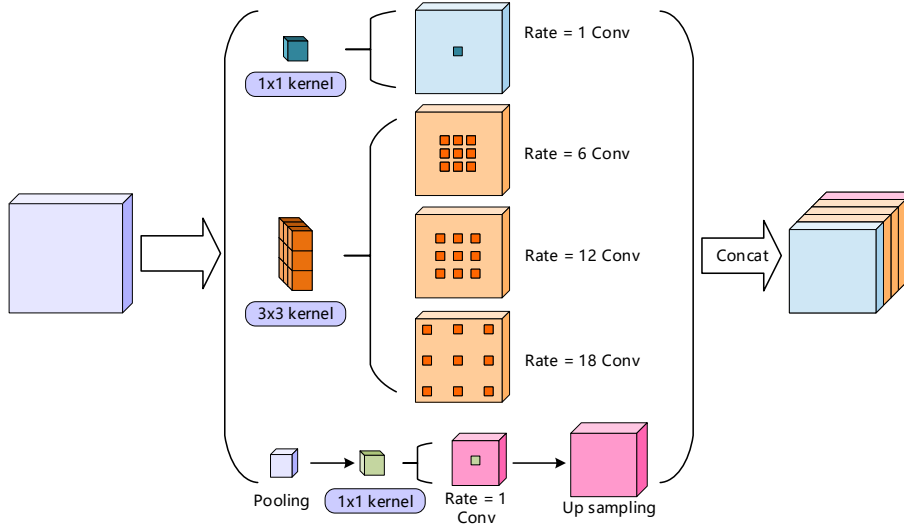 Rate = 1 Conv
1x1 kernel
Rate = 6 Conv
Rate = 12 Conv
Concat
3x3 kernel
Rate = 18 Conv
Pooling
1x1 kernel
Rate = 1
Conv
Up sampling